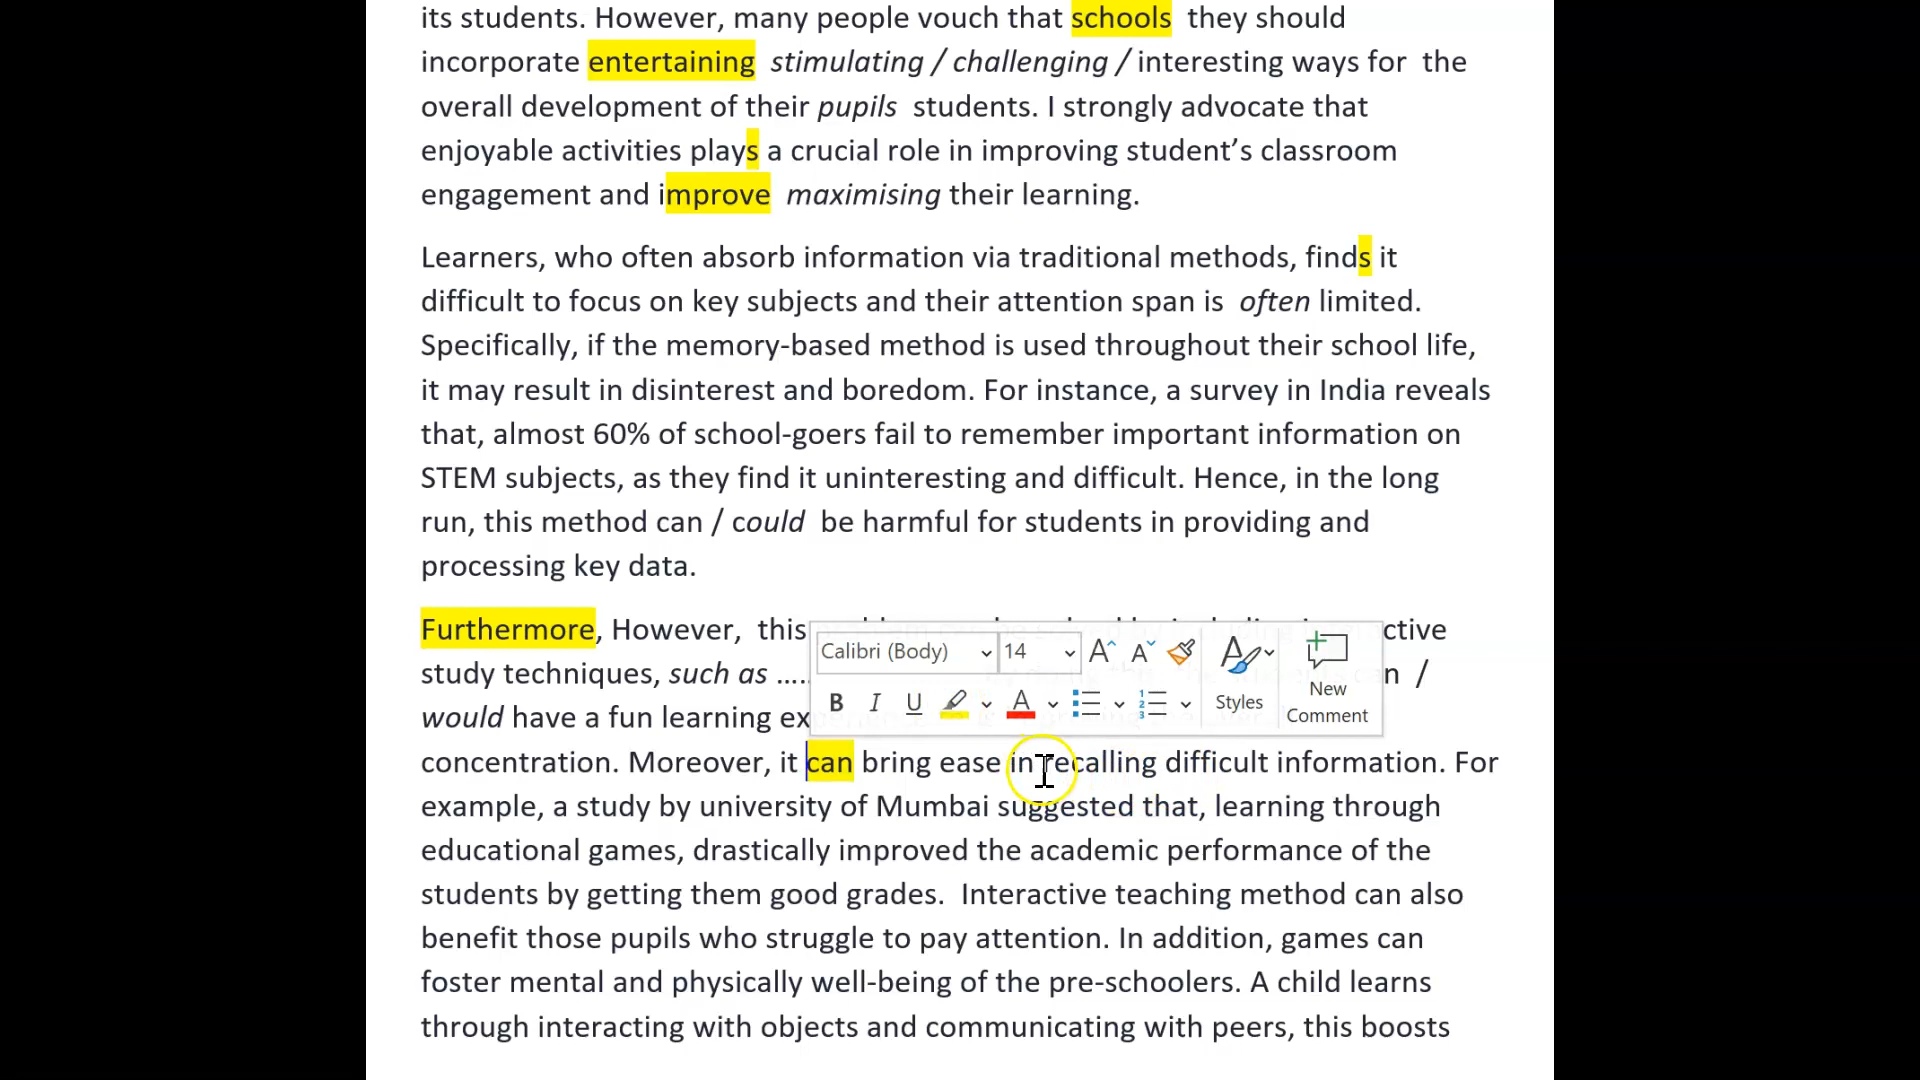 its students. However, many people vouch that schools they should
incorporate entertaining stimulating / challenging / interesting ways for the
overall development of their pupils students. I strongly advocate that
enjoyable activities plays a crucial role in improving student’s classroom
engagement and improve maximising their learning.
Learners, who often absorb information via traditional methods, finds it
difficult to focus on key subjects and their attention span is often limited.
Specifically, if the memory-based method is used throughout their school life,
it may result in disinterest and boredom. For instance, a survey in India reveals
that, almost 60% of school-goers fail to remember important information on
STEM subjects, as they find it uninteresting and difficult. Hence, in the long
run, this method can / could be harmful for students in providing and
processing key data.
Furthermore, However, this ctive
study techniques, such as ..... n /
would have a fun learning ex
Calibri (Body) 14
New
Comment
B I U A Styles
concentration. Moreover, it can bring ease in recalling difficult information. For
example, a study by university of Mumbai suggested that, learning through
educational games, drastically improved the academic performance of the
students by getting them good grades. Interactive teaching method can also
benefit those pupils who struggle to pay attention. In addition, games can
foster mental and physically well-being of the pre-schoolers. A child learns
through interacting with objects and communicating with peers, this boosts